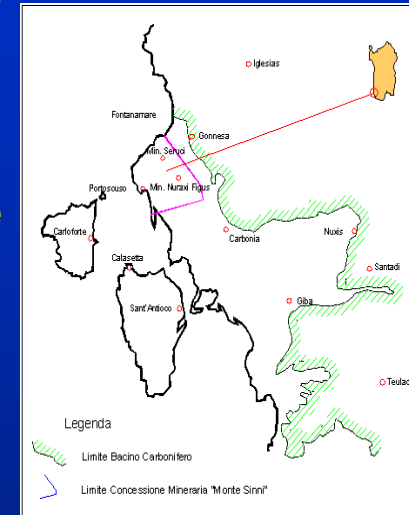 Iglesias
Fontanamare
Gonnesa
Min. Seruci
Portosouso
Min. Nuraxi Figus
Carloforte
Carbonia
Nuxis
Calasetta
Santadi
Giba
Sant'Antioco
Teulad
Legenda
Limite Bacino Carbonifero
Limite Concessione Mineraria "Monte Sinni"